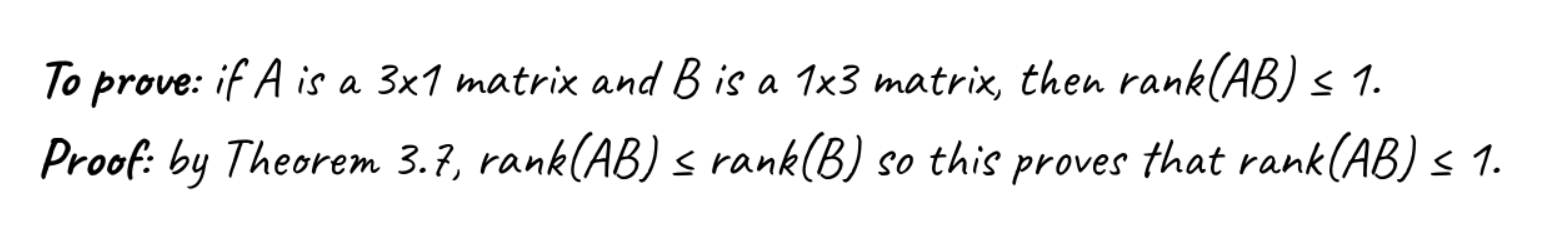 To prove: if A is a 3x1 matrix and B is a 1x3 matrix, then rank(AB) ≤ 1.
Proof: by Theorem 3.7, rank(AB) ≤ rank(B) so this proves that rank(AB) ≤ 1.